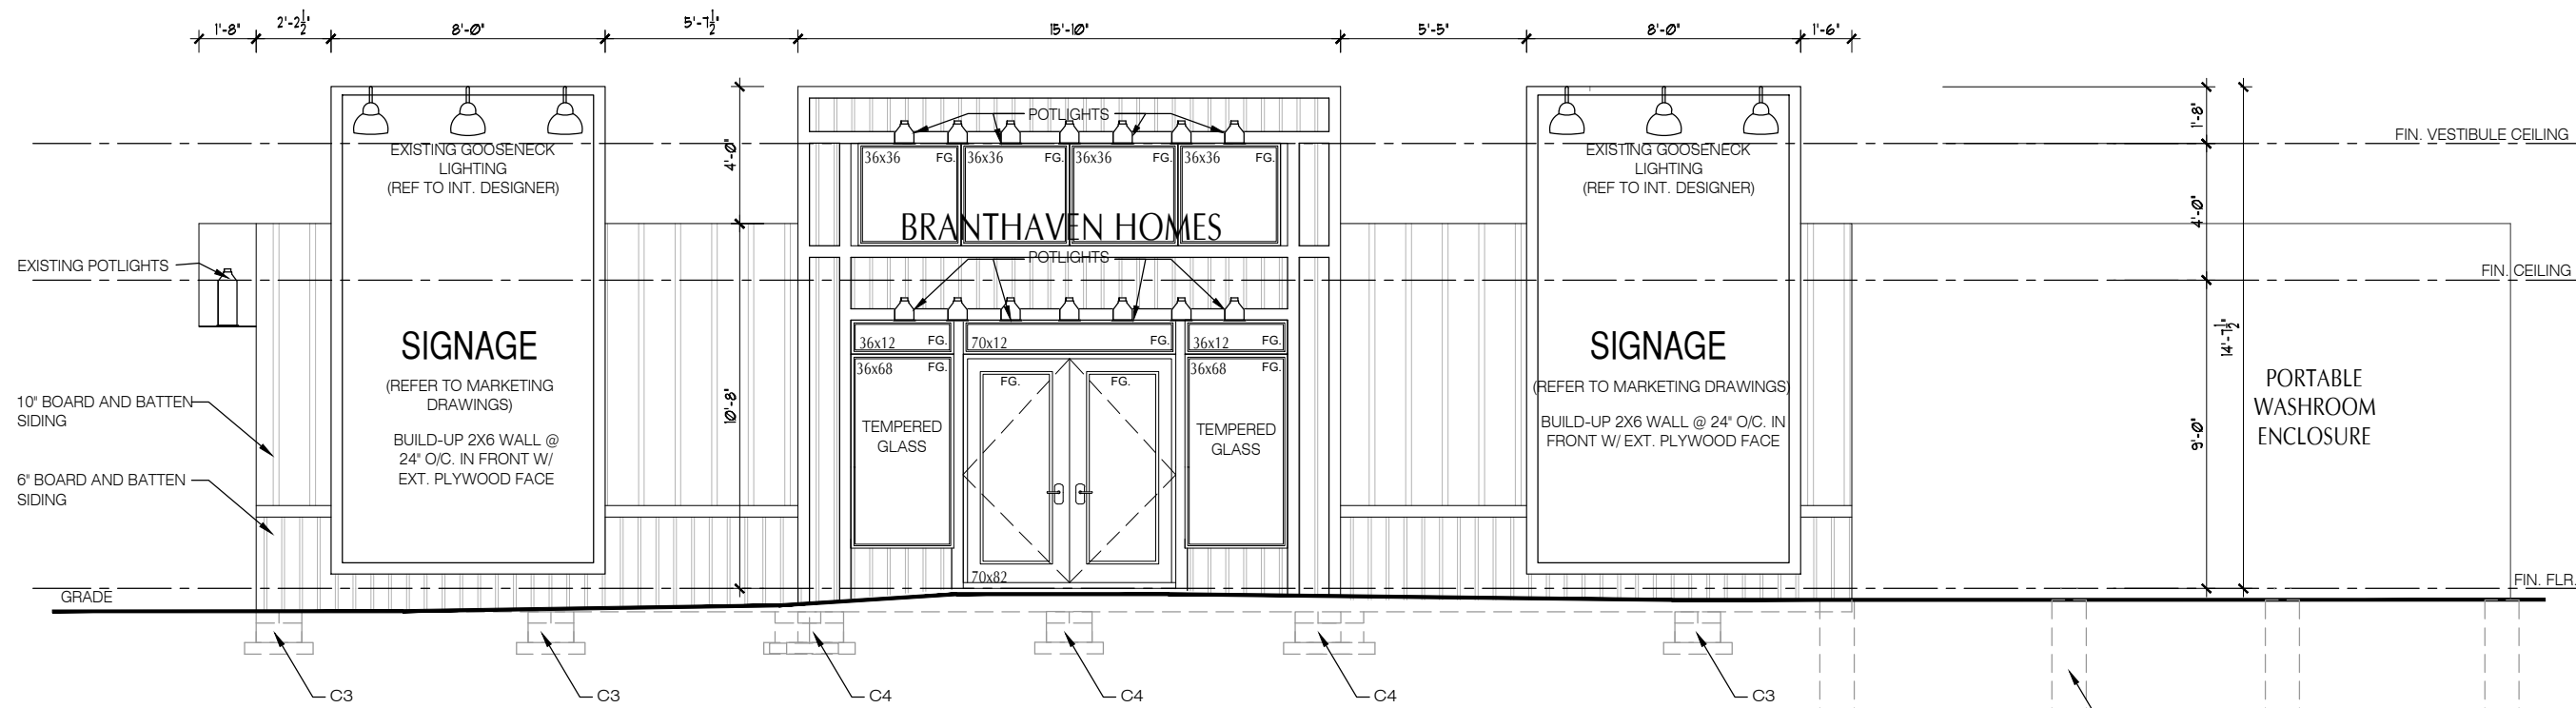 1'-8"
2'-2½"
8'-0"
5'-7½"
15'-10"
5'-5"
8'-0"
1'-6"
POTLIGHTS
1'-8"
FIN. VESTIBULE CEILING
EXISTING GOOSENECK
LIGHTING
(REF TO INT. DESIGNER)
4'-0"
36x36 FG.
36x36 FG.
36x36 FG.
36x36 FG.
EXISTING GOOSENECK
LIGHTING
(REF TO INT. DESIGNER)
4'-0"
BRANTHAVEN HOMES
EXISTING POTLIGHTS
POTLIGHTS
FIN. CEILING
SIGNAGE
(REFER TO MARKETING
DRAWINGS)
BUILD-UP 2X6 WALL @
24" O/C. IN FRONT W/
EXT. PLYWOOD FACE
36x12 FG.
70x12 FG.
36x12 FG.
36x68 FG.
FG.
FG.
36x68 FG.
TEMPERED
GLASS
TEMPERED
GLASS
70x82
10'-8"
SIGNAGE
(REFER TO MARKETING DRAWINGS)
BUILD-UP 2X6 WALL @ 24" O/C. IN
FRONT W/ EXT. PLYWOOD FACE
14'-7½"
9'-0"
PORTABLE
WASHROOM
ENCLOSURE
10" BOARD AND BATTEN
SIDING
6" BOARD AND BATTEN
SIDING
GRADE
FIN. FLR.
C3
C3
C4
C4
C4
C3